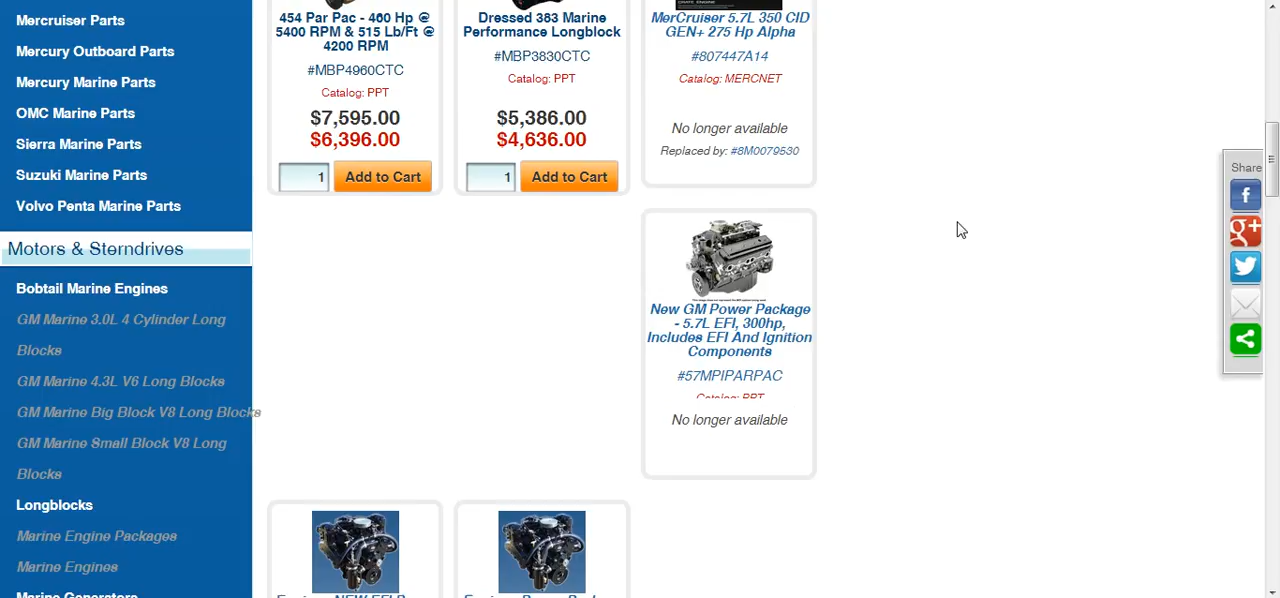 Mercruiser Parts
Mercury Outboard Parts
Mercury Marine Parts
OMC Marine Parts
Sierra Marine Parts
Suzuki Marine Parts
Volvo Penta Marine Parts
Motors & Sterndrives
Bobtail Marine Engines
GM Marine 3.0L 4 Cylinder Long
Blocks
GM Marine 4.3L V6 Long Blocks
GM Marine Big Block V8 Long Blocks
GM Marine Small Block V8 Long
Blocks
Longblocks
Marine Engine Packages
Marine Engines
Marine Generators
454 Par Pac - 460 Hp @
5400 RPM & 515 Lb/Ft @
4200 RPM
#MBP4960CTC
Catalog: PPT
$7,595.00
$6,396.00
1
Add to Cart
Dressed 383 Marine
Performance Longblock
#MBP3830CTC
Catalog: PPT
$5,386.00
$4,636.00
1
Add to Cart
MerCruiser 5.7L 350 CID
GEN+ 275 Hp Alpha
#807447A14
Catalog: MERCNET
No longer available
Replaced by: #8M0079530
New GM Power Package
- 5.7L EFI, 300hp,
Includes EFI And Ignition
Components
#57MPIPARPAC
Catalog: PPT
No longer available
Share